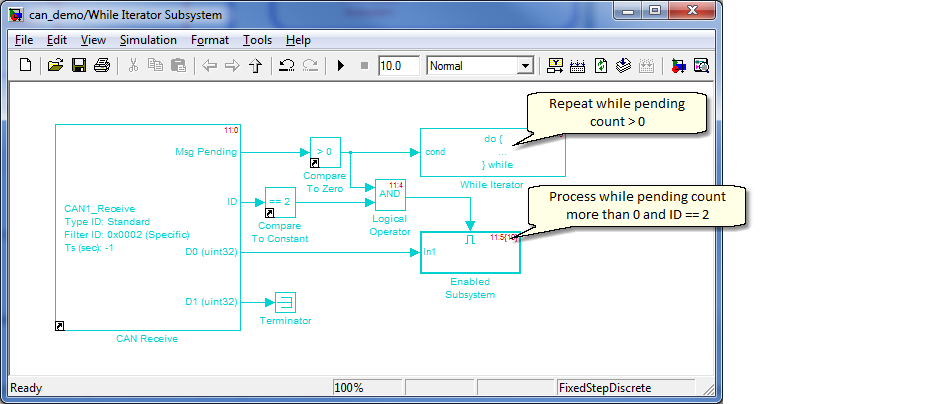 can_demo/While Iterator Subsystem
File Edit View Simulation Format Tools Help
10.0 Normal
Repeat while pending
count > 0
11:0
Msg Pending
> 0
Compare
To Zero
cond
do {
...
} while
While Iterator
Process while pending count
more than 0 and ID == 2
ID
== 2
Compare
To Constant
11:4
AND
Logical
Operator
CAN1_Receive
Type ID: Standard
Filter ID: 0x0002 (Specific)
Ts (sec): -1
D0 (uint32)
In1
Enabled
Subsystem
D1 (uint32)
Terminator
CAN Receive
Ready 100% FixedStepDiscrete